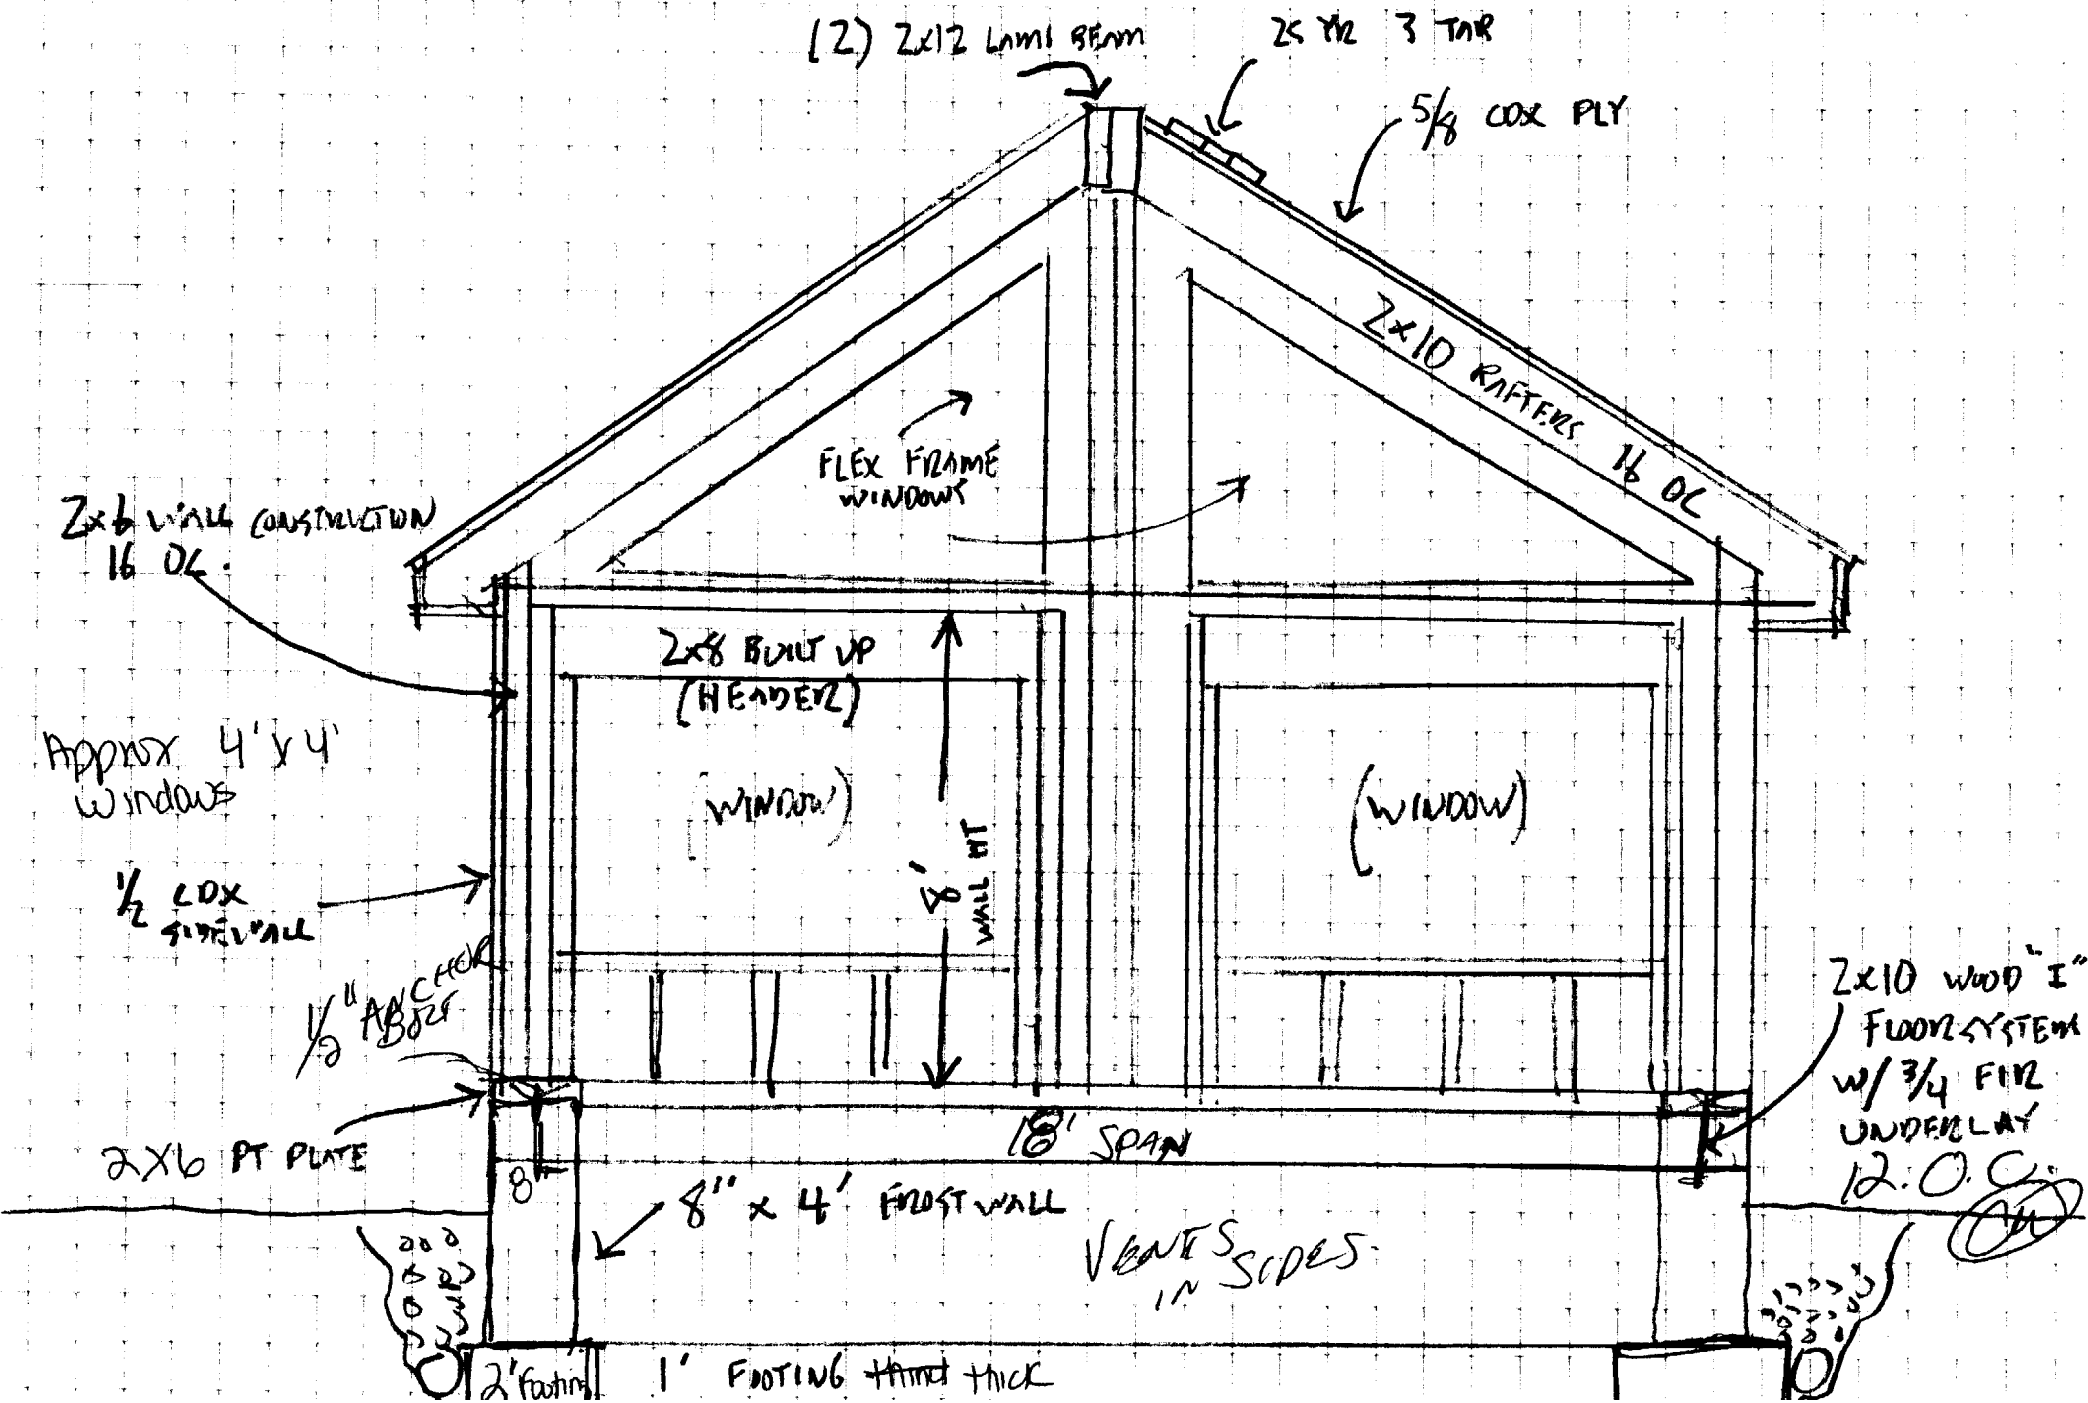 (2) 2x12 LAMI BEAM
25 YR 3 TAB
5/8 CDX PLY
2x10 RAFTERS 16 OC
FLEX FRAME
WINDOWS
2x6 WALL CONSTRUCTION
16 OC.
2x8 BUILT UP
(HEADER)
Approx 4'x4'
windows
(WINDOW)
(WINDOW)
8'
WALL HT
1/2 CDX
SIDEWALL
1/2" ANCHOR
BOLT
2x10 WOOD "I"
FLOOR SYSTEM
W/ 3/4 FIR
UNDERLAY
12.O.C.
2X6 PT PLATE
18' SPAN
8"
8" x 4' FROST WALL
VENTS
IN SIDES
2' Footing
1' FOOTING thick